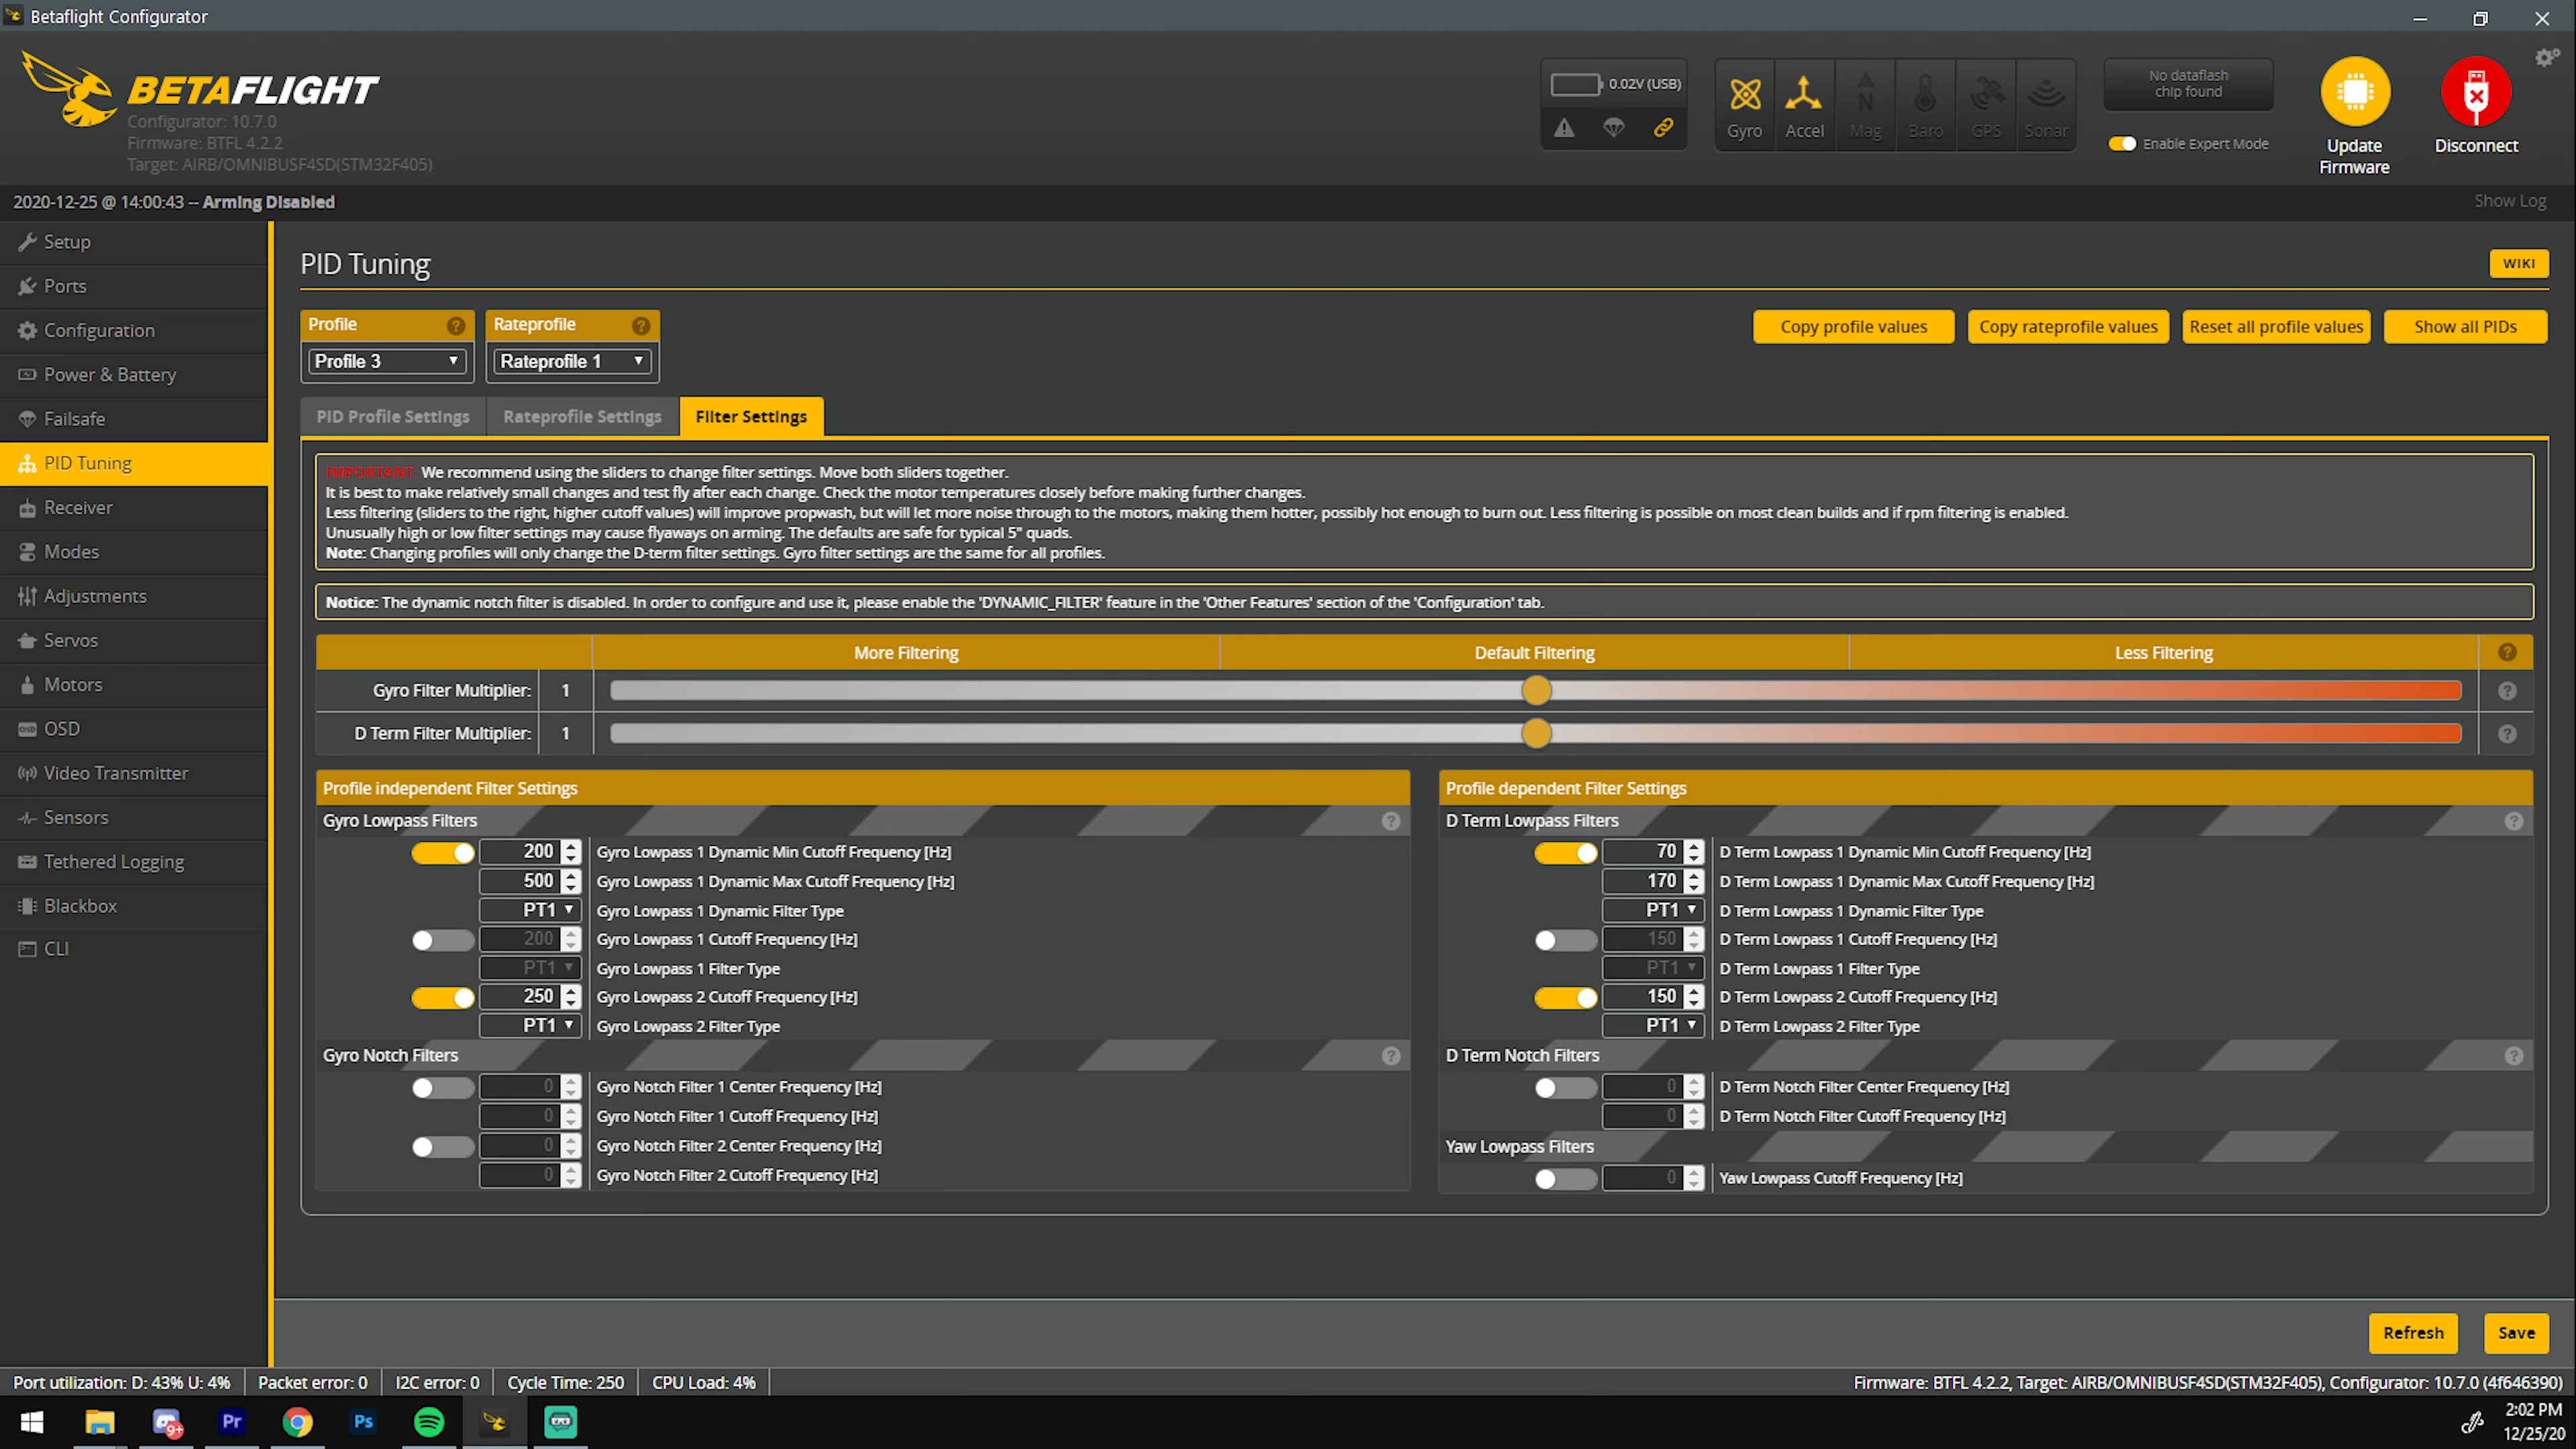 Betaflight Configurator
BETAFLIGHT
Configurator: 10.7.0
Firmware: BTFL 4.2.2
Target: AIRB/OMNIBUSF4SD(STM32F405)
0.02V (USB)
Gyro
Accel
Mag
Baro
GPS
Sonar
No dataflash
chip found
Enable Expert Mode
Update
Firmware
Disconnect
2020-12-25 @ 14:00:43 -- Arming Disabled
Show Log
Setup
Ports
Configuration
Power & Battery
Failsafe
PID Tuning
Receiver
Modes
Adjustments
Servos
Motors
OSD
Video Transmitter
Sensors
Tethered Logging
Blackbox
CLI
PID Tuning
WIKI
Profile ?
Profile 3
Rateprofile ?
Rateprofile 1
Copy profile values
Copy rateprofile values
Reset all profile values
Show all PIDs
PID Profile Settings
Rateprofile Settings
Filter Settings
IMPORTANT: We recommend using the sliders to change filter settings. Move both sliders together.
It is best to make relatively small changes and test fly after each change. Check the motor temperatures closely before making further changes.
Less filtering (sliders to the right, higher cutoff values) will improve propwash, but will let more noise through to the motors, making them hotter, possibly hot enough to burn out. Less filtering is possible on most clean builds and if rpm filtering is enabled.
Unusually high or low filter settings may cause flyaways on arming. The defaults are safe for typical 5" quads.
Note: Changing profiles will only change the D-term filter settings. Gyro filter settings are the same for all profiles.
Notice: The dynamic notch filter is disabled. In order to configure and use it, please enable the 'DYNAMIC_FILTER' feature in the 'Other Features' section of the 'Configuration' tab.
More Filtering Default Filtering Less Filtering ?
Gyro Filter Multiplier: 1 ?
D Term Filter Multiplier: 1 ?
Profile independent Filter Settings
Gyro Lowpass Filters ?
200 Gyro Lowpass 1 Dynamic Min Cutoff Frequency [Hz]
500 Gyro Lowpass 1 Dynamic Max Cutoff Frequency [Hz]
PT1 Gyro Lowpass 1 Dynamic Filter Type
200 Gyro Lowpass 1 Cutoff Frequency [Hz]
PT1 Gyro Lowpass 1 Filter Type
250 Gyro Lowpass 2 Cutoff Frequency [Hz]
PT1 Gyro Lowpass 2 Filter Type
Gyro Notch Filters ?
0 Gyro Notch Filter 1 Center Frequency [Hz]
0 Gyro Notch Filter 1 Cutoff Frequency [Hz]
0 Gyro Notch Filter 2 Center Frequency [Hz]
0 Gyro Notch Filter 2 Cutoff Frequency [Hz]
Profile dependent Filter Settings
D Term Lowpass Filters ?
70 D Term Lowpass 1 Dynamic Min Cutoff Frequency [Hz]
170 D Term Lowpass 1 Dynamic Max Cutoff Frequency [Hz]
PT1 D Term Lowpass 1 Dynamic Filter Type
150 D Term Lowpass 1 Cutoff Frequency [Hz]
PT1 D Term Lowpass 1 Filter Type
150 D Term Lowpass 2 Cutoff Frequency [Hz]
PT1 D Term Lowpass 2 Filter Type
D Term Notch Filters ?
0 D Term Notch Filter Center Frequency [Hz]
0 D Term Notch Filter Cutoff Frequency [Hz]
Yaw Lowpass Filters
0 Yaw Lowpass Cutoff Frequency [Hz]
Refresh
Save
Port utilization: D: 43% U: 4% Packet error: 0 I2C error: 0 Cycle Time: 250 CPU Load: 4%
Firmware: BTFL 4.2.2, Target: AIRB/OMNIBUSF4SD(STM32F405), Configurator: 10.7.0 (4f646390)
9+
Pr
Ps
2:02 PM
12/25/20